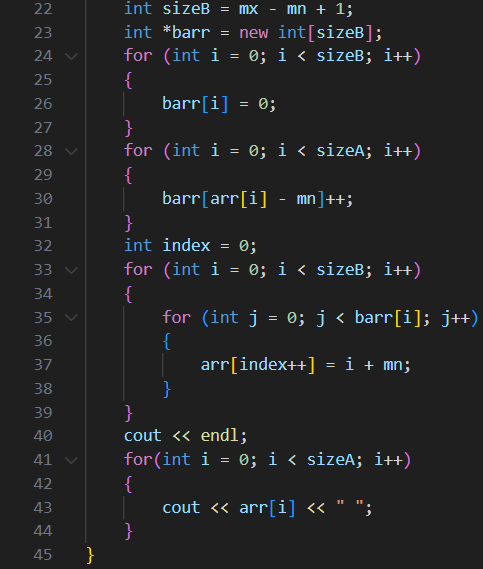 22 int sizeB = mx - mn + 1;
23 int *barr = new int[sizeB];
24 for (int i = 0; i < sizeB; i++)
25 {
26 barr[i] = 0;
27 }
28 for (int i = 0; i < sizeA; i++)
29 {
30 barr[arr[i] - mn]++;
31 }
32 int index = 0;
33 for (int i = 0; i < sizeB; i++)
34 {
35 for (int j = 0; j < barr[i]; j++)
36 {
37 arr[index++] = i + mn;
38 }
39 }
40 cout << endl;
41 for(int i = 0; i < sizeA; i++)
42 {
43 cout << arr[i] << " ";
44 }
45 }